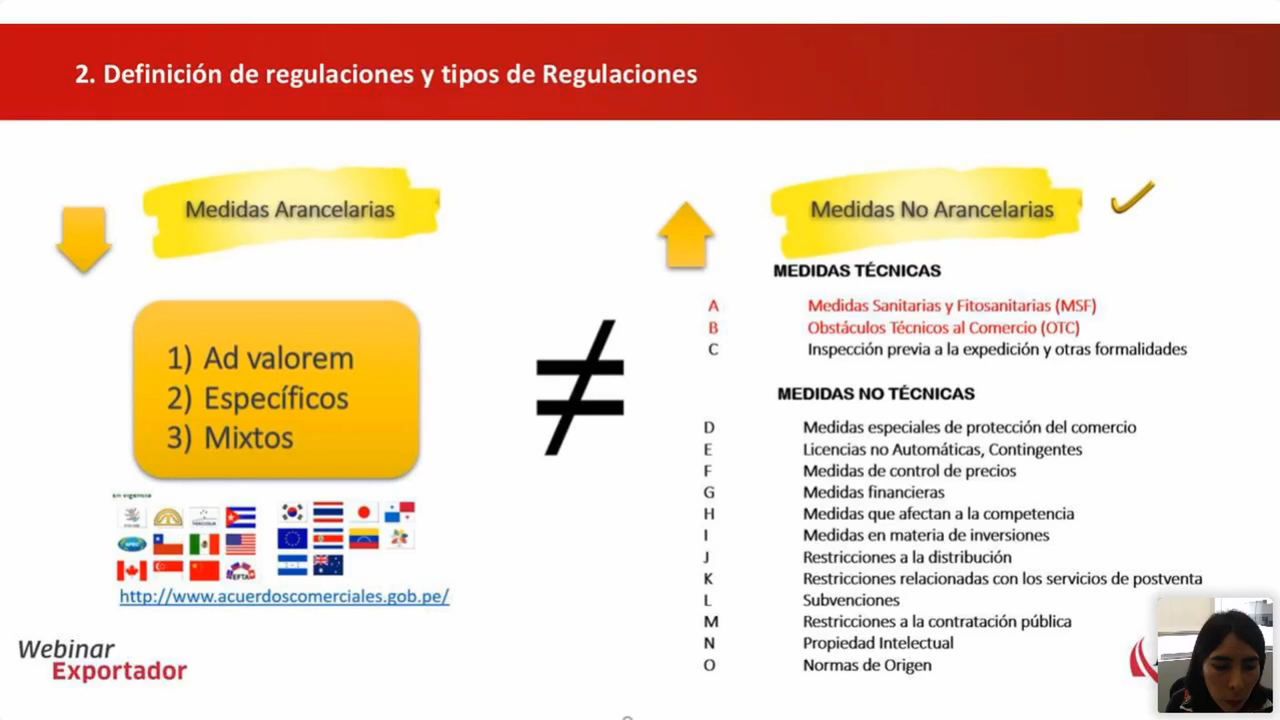 2. Definición de regulaciones y tipos de Regulaciones
Medidas Arancelarias
1) Ad valorem
2) Específicos
3) Mixtos
En vigencia
http://www.acuerdoscomerciales.gob.pe/
≠
Medidas No Arancelarias
MEDIDAS TÉCNICAS
A Medidas Sanitarias y Fitosanitarias (MSF)
B Obstáculos Técnicos al Comercio (OTC)
C Inspección previa a la expedición y otras formalidades
MEDIDAS NO TÉCNICAS
D Medidas especiales de protección del comercio
E Licencias no Automáticas, Contingentes
F Medidas de control de precios
G Medidas financieras
H Medidas que afectan a la competencia
I Medidas en materia de inversiones
J Restricciones a la distribución
K Restricciones relacionadas con los servicios de postventa
L Subvenciones
M Restricciones a la contratación pública
N Propiedad Intelectual
O Normas de Origen
Webinar
Exportador